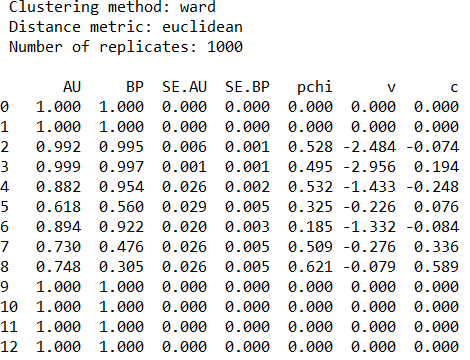 Clustering method: ward
Distance metric: euclidean
Number of replicates: 1000
AU BP SE.AU SE.BP pchi v c
0 1.000 1.000 0.000 0.000 0.000 0.000 0.000
1 1.000 1.000 0.000 0.000 0.000 0.000 0.000
2 0.992 0.995 0.006 0.001 0.528 -2.484 -0.074
3 0.999 0.997 0.001 0.001 0.495 -2.956 0.194
4 0.882 0.954 0.026 0.002 0.532 -1.433 -0.248
5 0.618 0.560 0.029 0.005 0.325 -0.226 0.076
6 0.894 0.922 0.020 0.003 0.185 -1.332 -0.084
7 0.730 0.476 0.026 0.005 0.509 -0.276 0.336
8 0.748 0.305 0.026 0.005 0.621 -0.079 0.589
9 1.000 1.000 0.000 0.000 0.000 0.000 0.000
10 1.000 1.000 0.000 0.000 0.000 0.000 0.000
11 1.000 1.000 0.000 0.000 0.000 0.000 0.000
12 1.000 1.000 0.000 0.000 0.000 0.000 0.000